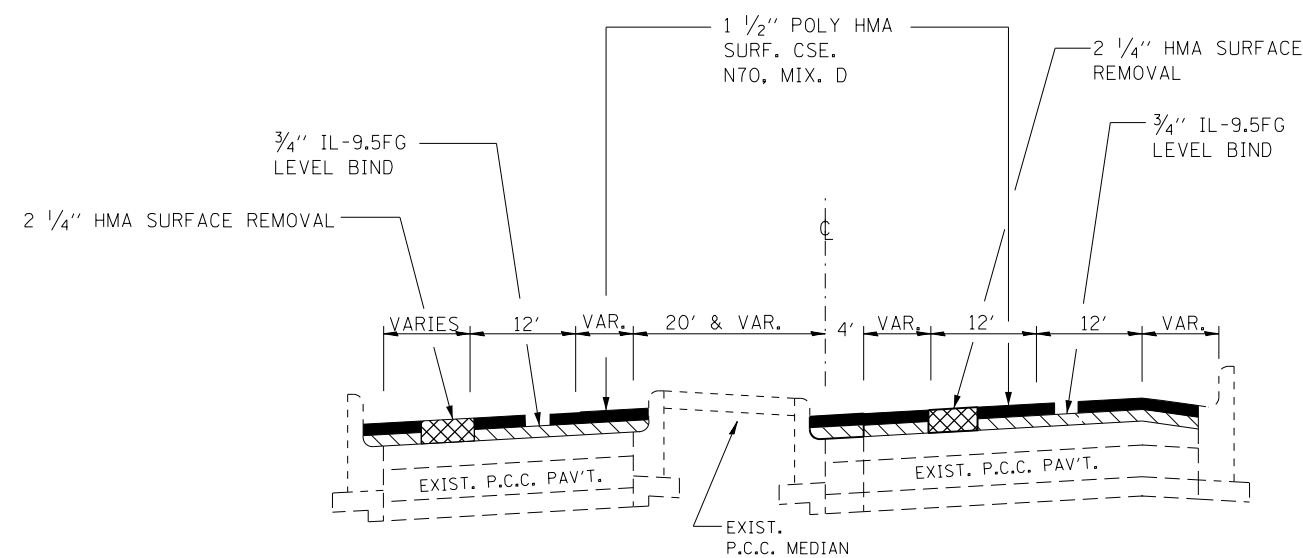 1 1/2" POLY HMA
SURF. CSE.
N70, MIX. D
2 1/4" HMA SURFACE
REMOVAL
3/4" IL-9.5FG
LEVEL BIND
3/4" IL-9.5FG
LEVEL BIND
2 1/4" HMA SURFACE REMOVAL
℄
VARIES 12' VAR. 20' & VAR. 4' VAR. 12' 12' VAR.
EXIST. P.C.C. PAV'T.
EXIST. P.C.C. PAV'T.
EXIST.
P.C.C. MEDIAN